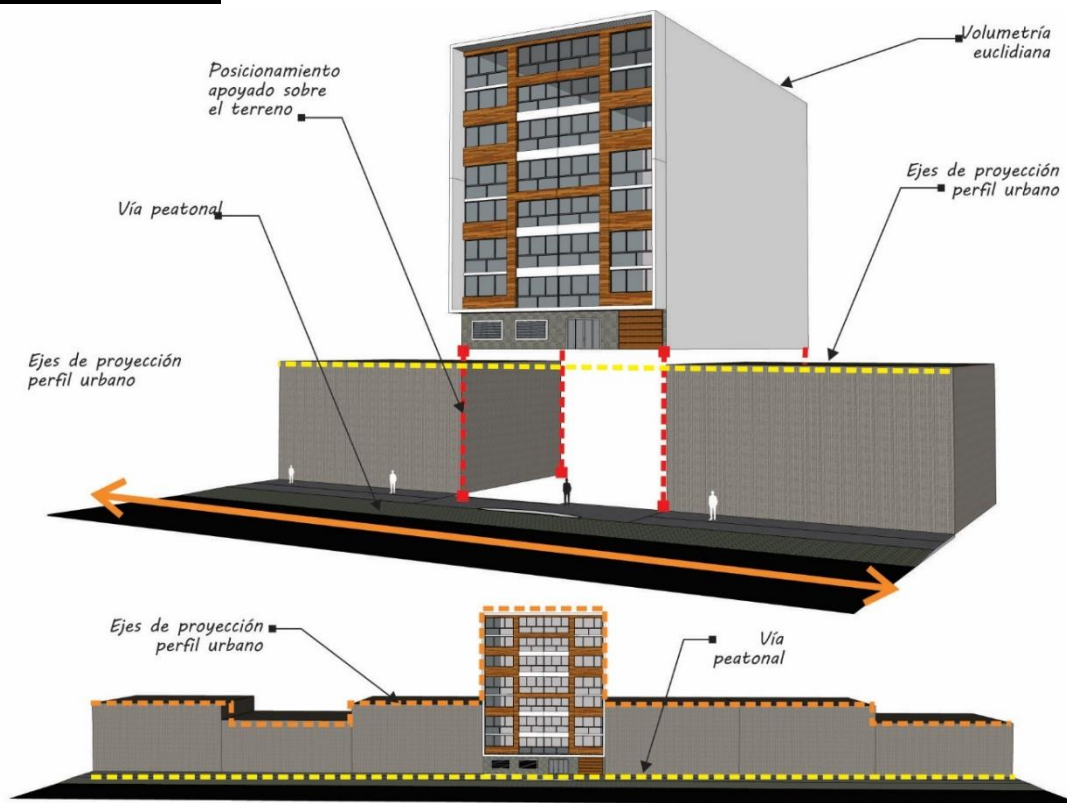 Volumetría
euclidiana
Posicionamiento
apoyado sobre
el terreno
Ejes de proyección
perfil urbano
Vía peatonal
Ejes de proyección
perfil urbano
Ejes de proyección
perfil urbano
Vía
peatonal